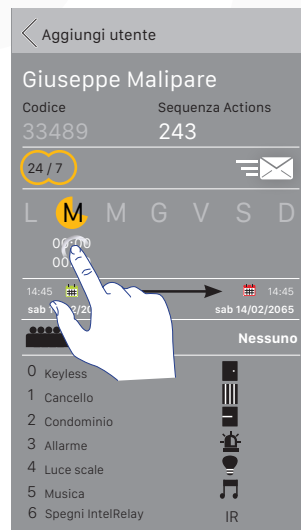 Aggiungi utente
Giuseppe Malipare
Codice Sequenza Actions
33489 243
24 / 7
L M M G V S D
14:45 14:45
sab sab 14/02/2065
Nessuno
0 Keyless
1 Cancello
2 Condominio
3 Allarme
4 Luce scale
5 Musica
6 Spegni IntelRelay IR